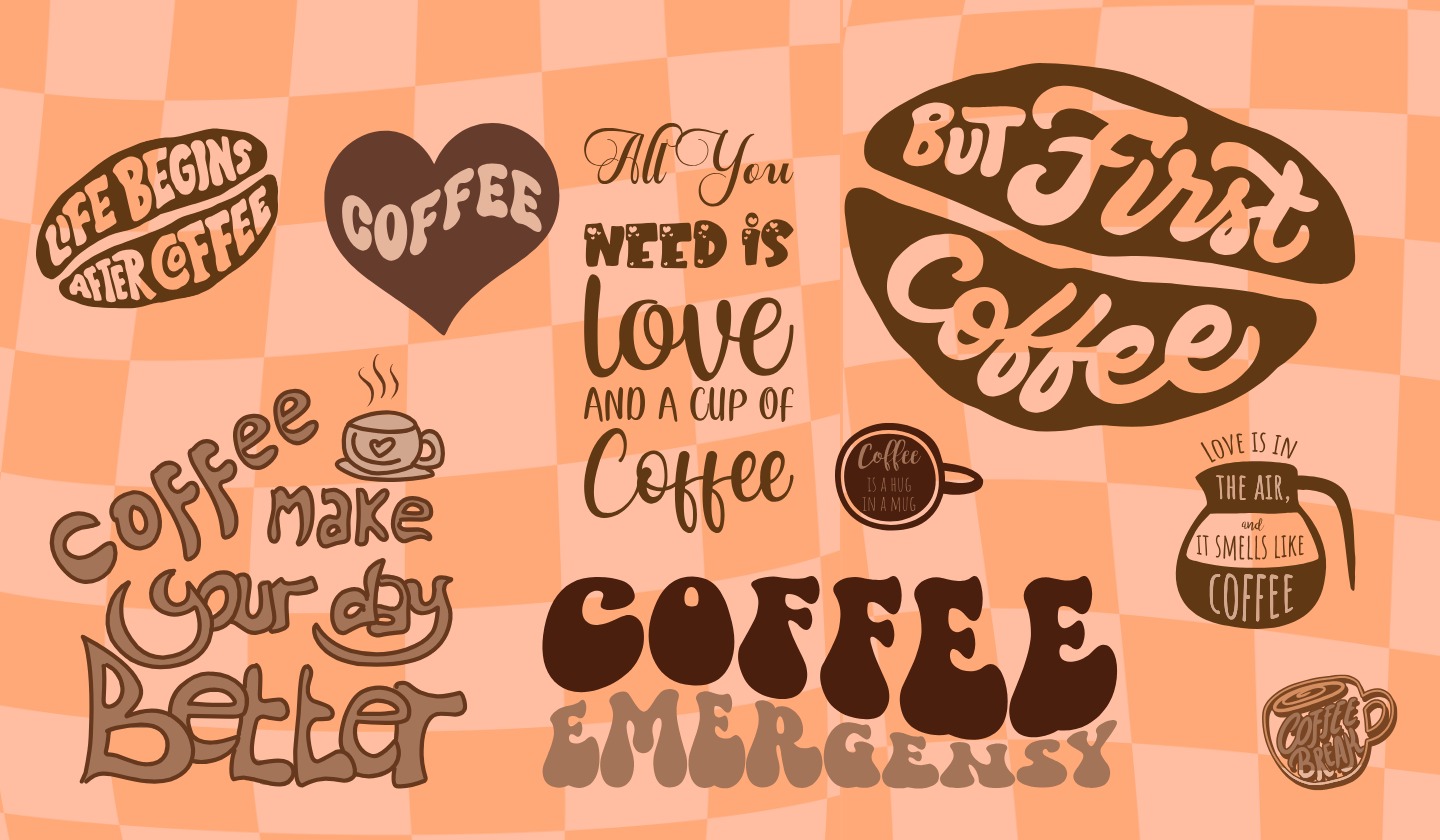 LIFE BEGINS
AFTER COFFEE
COFFEE
All You
NEED is
love
AND A CUP OF
Coffee
BUT First
Coffee
Coffee
make
your day
Better
Coffee
IS A HUG
IN A MUG
LOVE IS IN
THE AIR,
and
IT SMELLS LIKE
COFFEE
COFFEE
EMERGENSY
COFFEE
BREAK